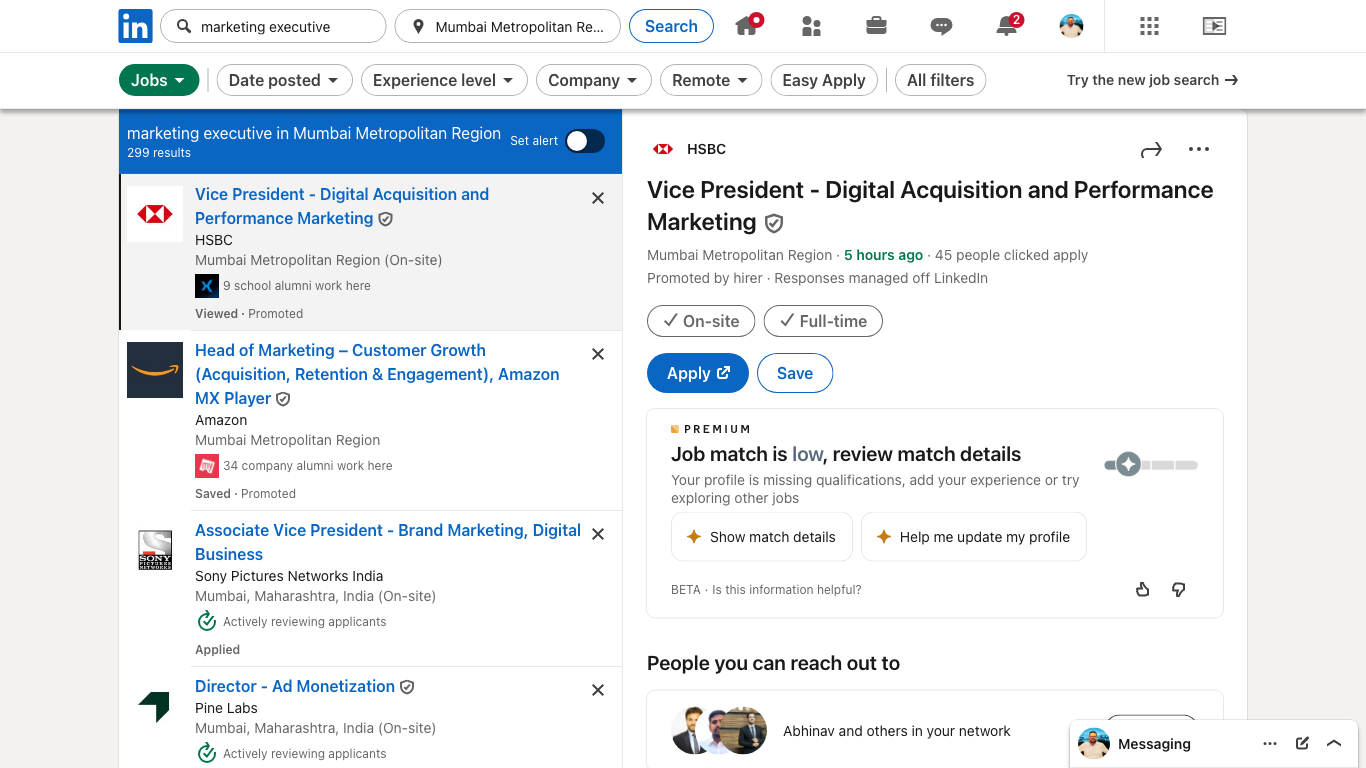 in
marketing executive
Mumbai Metropolitan Re...
Search
2
Jobs
Date posted
Experience level
Company
Remote
Easy Apply
All filters
Try the new job search →
marketing executive in Mumbai Metropolitan Region
299 results
Set alert
Vice President - Digital Acquisition and
Performance Marketing
HSBC
Mumbai Metropolitan Region (On-site)
9 school alumni work here
Viewed · Promoted
Head of Marketing – Customer Growth
(Acquisition, Retention & Engagement), Amazon
MX Player
Amazon
Mumbai Metropolitan Region
my
34 company alumni work here
Saved · Promoted
Associate Vice President - Brand Marketing, Digital
Business
SONY
PICTURES
NETWORKS
Sony Pictures Networks India
Mumbai, Maharashtra, India (On-site)
Actively reviewing applicants
Applied
Director - Ad Monetization
Pine Labs
Mumbai, Maharashtra, India (On-site)
Actively reviewing applicants
HSBC
Vice President - Digital Acquisition and Performance
Marketing
Mumbai Metropolitan Region · 5 hours ago · 45 people clicked apply
Promoted by hirer · Responses managed off LinkedIn
On-site
Full-time
Apply
Save
PREMIUM
Job match is low, review match details
Your profile is missing qualifications, add your experience or try
exploring other jobs
Show match details
Help me update my profile
BETA · Is this information helpful?
People you can reach out to
Abhinav and others in your network
Messaging